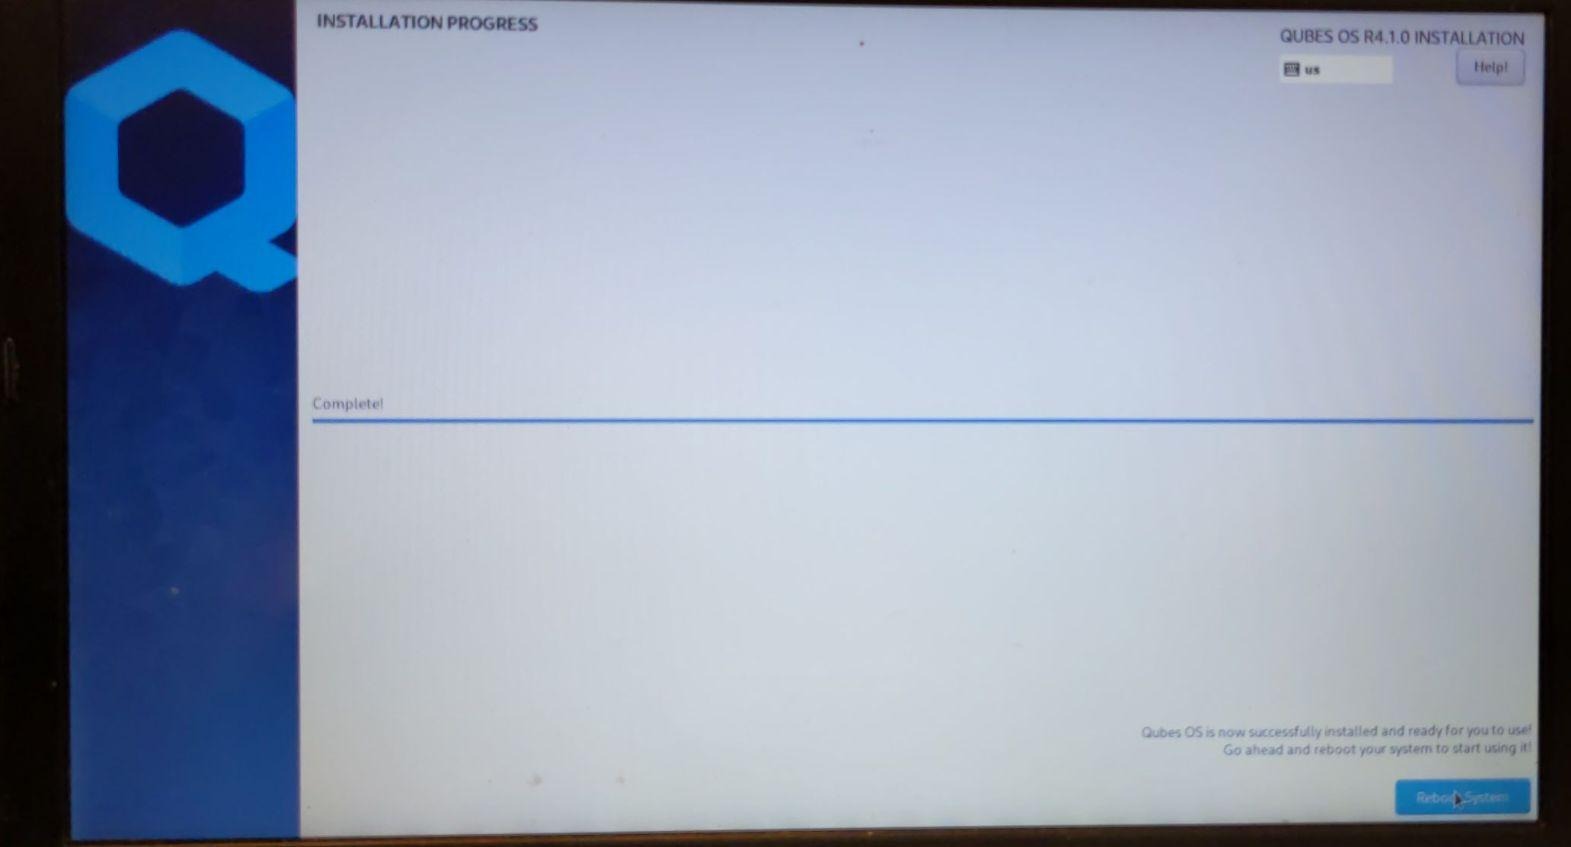 INSTALLATION PROGRESS
QUBES OS R4.1.0 INSTALLATION
us
Help!
Complete!
Qubes OS is now successfully installed and ready for you to use!
Go ahead and reboot your system to start using it!
Reboot System